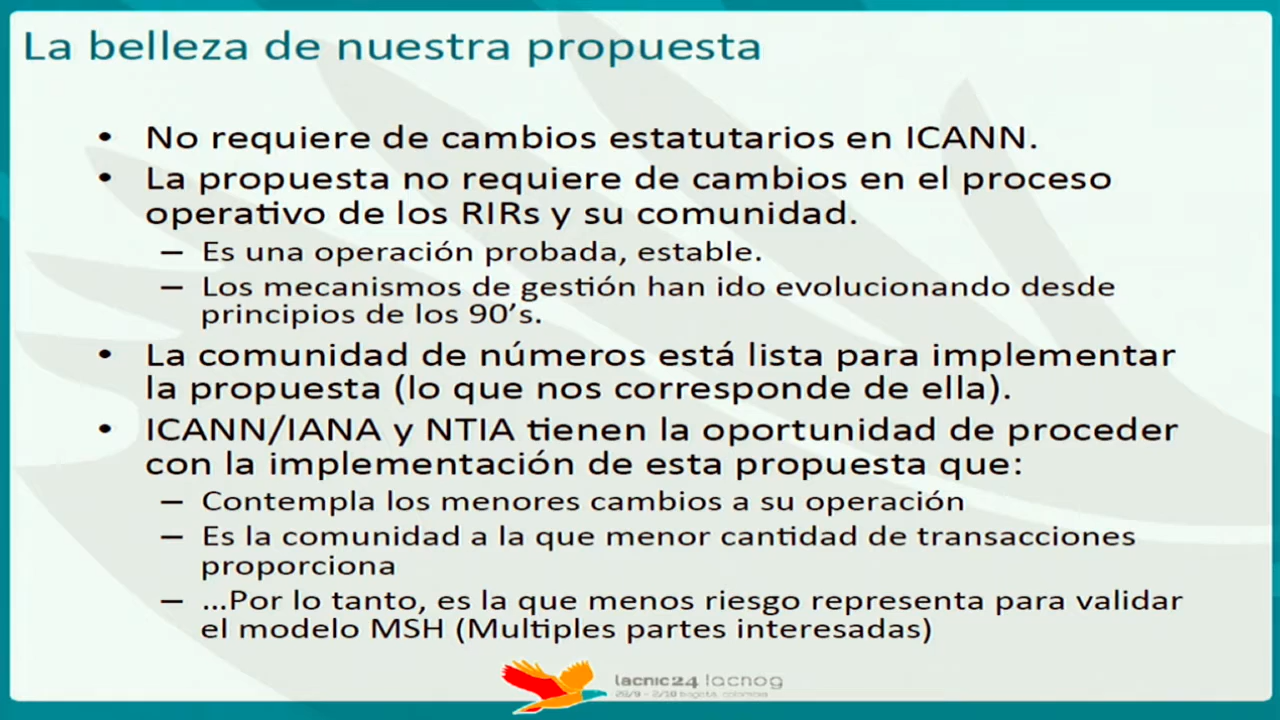 La belleza de nuestra propuesta
• No requiere de cambios estatutarios en ICANN.
• La propuesta no requiere de cambios en el proceso
operativo de los RIRs y su comunidad.
– Es una operación probada, estable.
– Los mecanismos de gestión han ido evolucionando desde
principios de los 90’s.
• La comunidad de números está lista para implementar
la propuesta (lo que nos corresponde de ella).
• ICANN/IANA y NTIA tienen la oportunidad de proceder
con la implementación de esta propuesta que:
– Contempla los menores cambios a su operación
– Es la comunidad a la que menor cantidad de transacciones
proporciona
– …Por lo tanto, es la que menos riesgo representa para validar
el modelo MSH (Multiples partes interesadas)
lacnic24 lacnog
bogotá, colombia